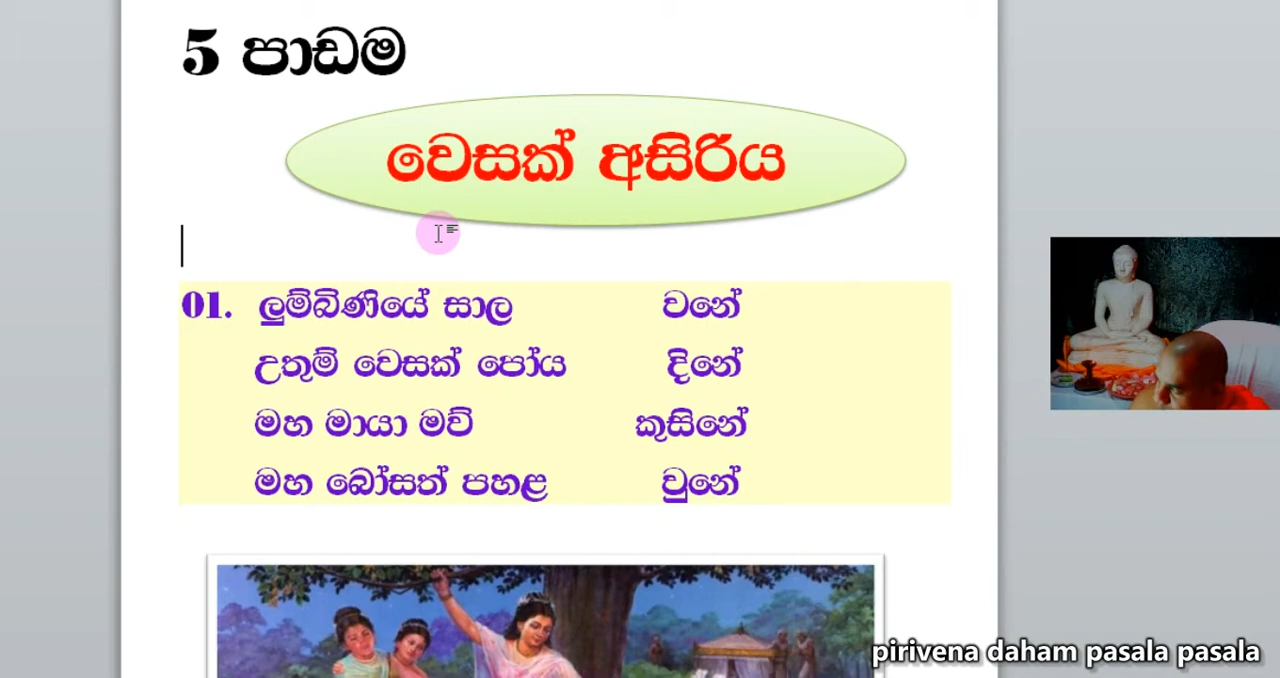 5 පාඩම
වෙසක් අසිරිය
01. ලුම්බිණියේ සාල වනේ
උතුම් වෙසක් පෝය දිනේ
මහ මායා මව් කුසිනේ
මහ බෝසත් පහළ වුනේ
pirivena daham pasala pasala